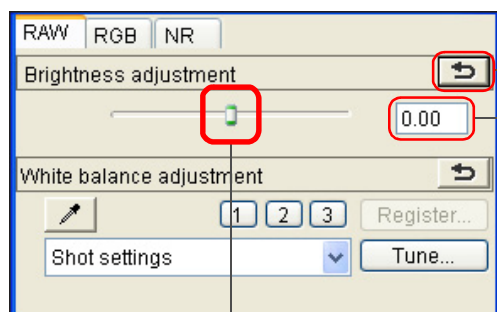 RAW RGB NR
Brightness adjustment
0.00
White balance adjustment
1 2 3 Register...
Shot settings Tune...